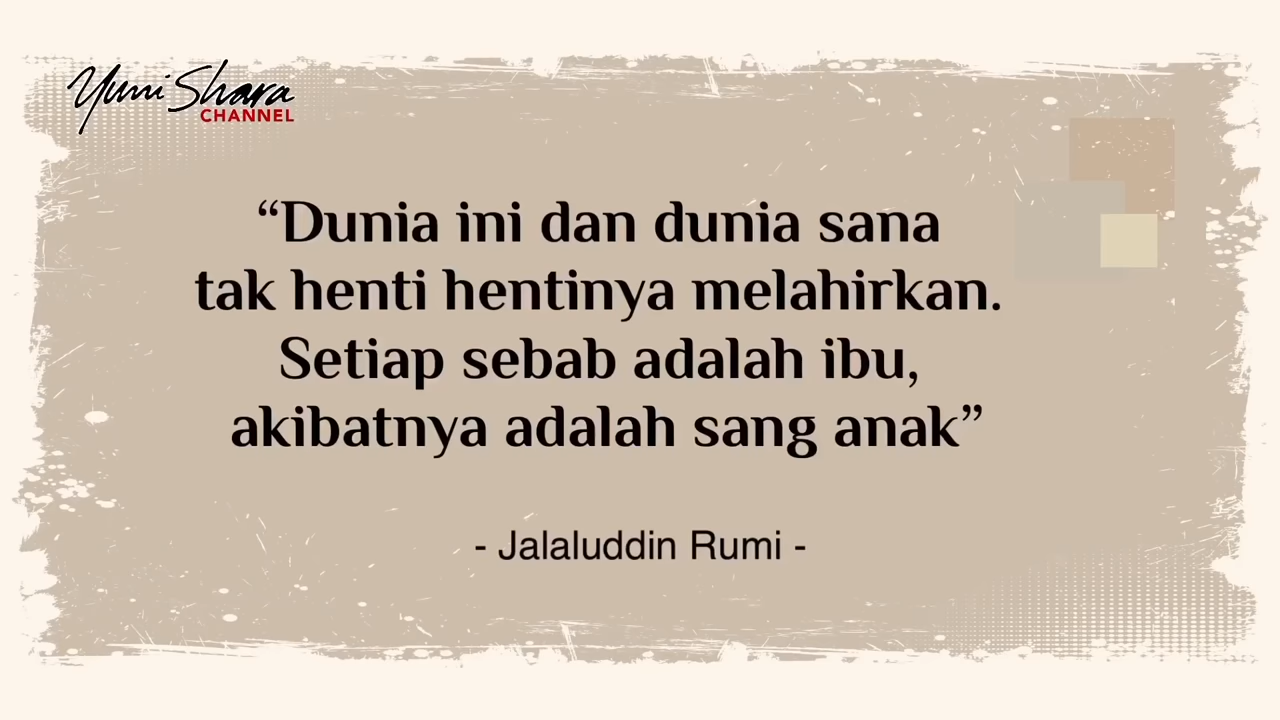 Yuni Shara
CHANNEL
“Dunia ini dan dunia sana
tak henti hentinya melahirkan.
Setiap sebab adalah ibu,
akibatnya adalah sang anak”
- Jalaluddin Rumi -